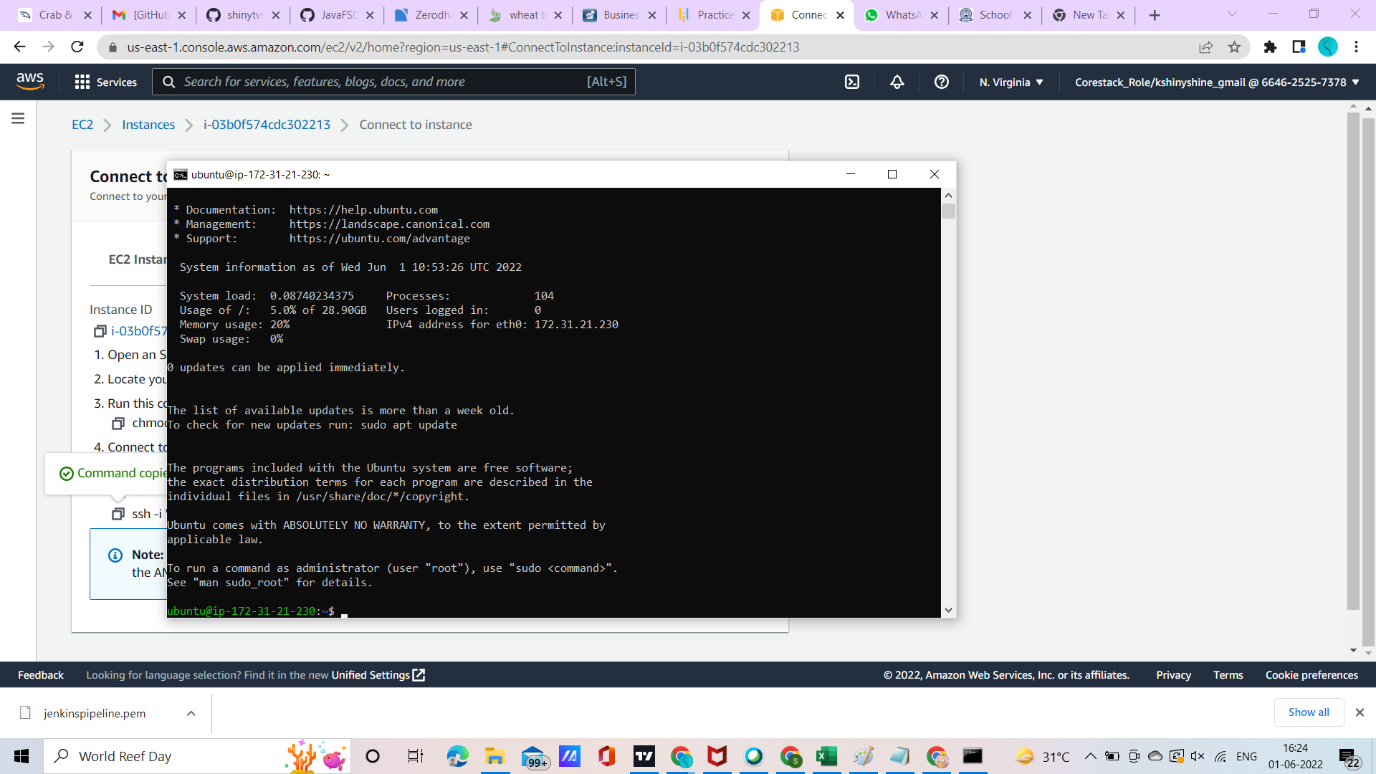 Crab &
[GitHub
shinytvs
JavaFSD
Zerodha
wheat b
Busines
Practice
Connec
WhatsA
School
New Ta
us-east-1.console.aws.amazon.com/ec2/v2/home?region=us-east-1#ConnectToInstance:instanceId=i-03b0f574cdc302213
aws
Services
Search for services, features, blogs, docs, and more
[Alt+S]
N. Virginia
Corestack_Role/kshinyshine_gmail @ 6646-2525-7378
EC2 > Instances > i-03b0f574cdc302213 > Connect to instance
Connect to
Connect to your
EC2 Instan
Instance ID
i-03b0f57
1. Open an S
2. Locate you
3. Run this co
chmod
4. Connect to
Command copie
ssh -i "
Note:
the AM
ubuntu@ip-172-31-21-230: ~
* Documentation: https://help.ubuntu.com
* Management: https://landscape.canonical.com
* Support: https://ubuntu.com/advantage
System information as of Wed Jun 1 10:53:26 UTC 2022
System load: 0.08740234375 Processes: 104
Usage of /: 5.0% of 28.90GB Users logged in: 0
Memory usage: 20% IPv4 address for eth0: 172.31.21.230
Swap usage: 0%
0 updates can be applied immediately.
The list of available updates is more than a week old.
To check for new updates run: sudo apt update
The programs included with the Ubuntu system are free software;
the exact distribution terms for each program are described in the
individual files in /usr/share/doc/*/copyright.
Ubuntu comes with ABSOLUTELY NO WARRANTY, to the extent permitted by
applicable law.
To run a command as administrator (user "root"), use "sudo <command>".
See "man sudo_root" for details.
ubuntu@ip-172-31-21-230:~$
Feedback
Looking for language selection? Find it in the new Unified Settings
© 2022, Amazon Web Services, Inc. or its affiliates.
Privacy
Terms
Cookie preferences
jenkinspipeline.pem
Show all
World Reef Day
99+
31°C
ENG
16:24
01-06-2022
22